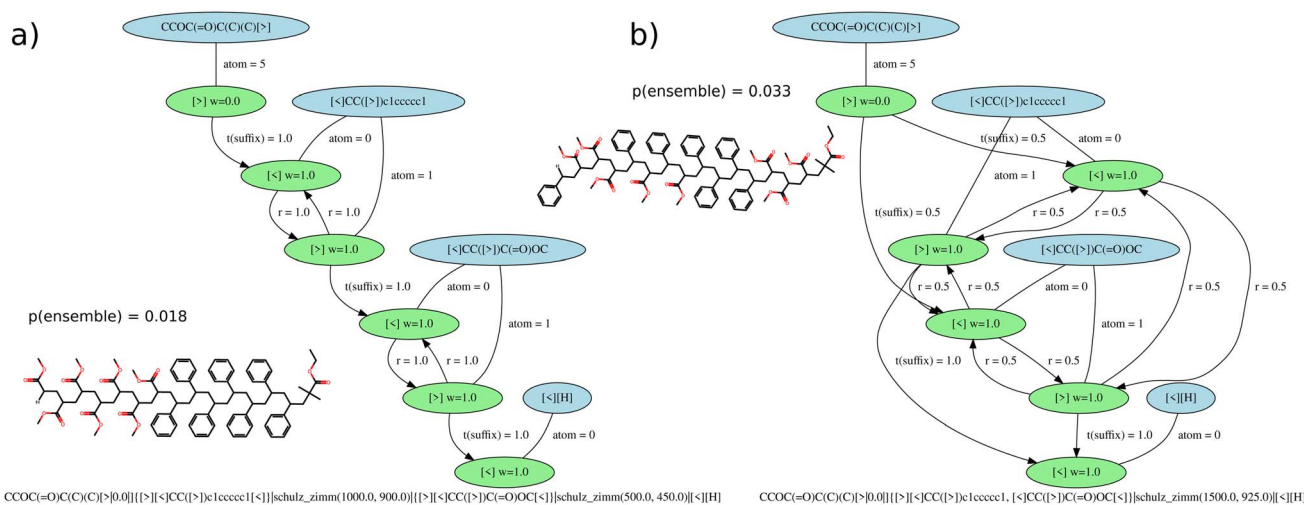 a)
CCOC(=O)C(C)(C)[>]
atom = 5
[>] w=0.0
[<]CC([>])c1ccccc1
t(suffix) = 1.0
atom = 0
[<] w=1.0
atom = 1
r = 1.0
r = 1.0
[>] w=1.0
[<]CC([>])C(=O)OC
t(suffix) = 1.0
atom = 0
p(ensemble) = 0.018
[<] w=1.0
atom = 1
r = 1.0
r = 1.0
[>] w=1.0
[<][H]
t(suffix) = 1.0
atom = 0
[<] w=1.0
CCOC(=O)C(C)(C)[>|0.0|]{[>][<]CC([>])c1ccccc1[<]}|schulz_zimm(1000.0, 900.0)|{[>][<]CC([>])C(=O)OC[<]}|schulz_zimm(500.0, 450.0)|[<][H]
b)
CCOC(=O)C(C)(C)[>]
atom = 5
p(ensemble) = 0.033
[>] w=0.0
[<]CC([>])c1ccccc1
t(suffix) = 0.5
atom = 0
atom = 1
[<] w=1.0
t(suffix) = 0.5
r = 0.5
r = 0.5
[>] w=1.0
[<]CC([>])C(=O)OC
r = 0.5
r = 0.5
atom = 0
r = 0.5
r = 0.5
[<] w=1.0
atom = 1
t(suffix) = 1.0
r = 0.5
r = 0.5
[>] w=1.0
[<][H]
t(suffix) = 1.0
atom = 0
[<] w=1.0
CCOC(=O)C(C)(C)[>|0.0|]{[>][<]CC([>])c1ccccc1, [<]CC([>])C(=O)OC[<]}|schulz_zimm(1500.0, 925.0)|[<][H]